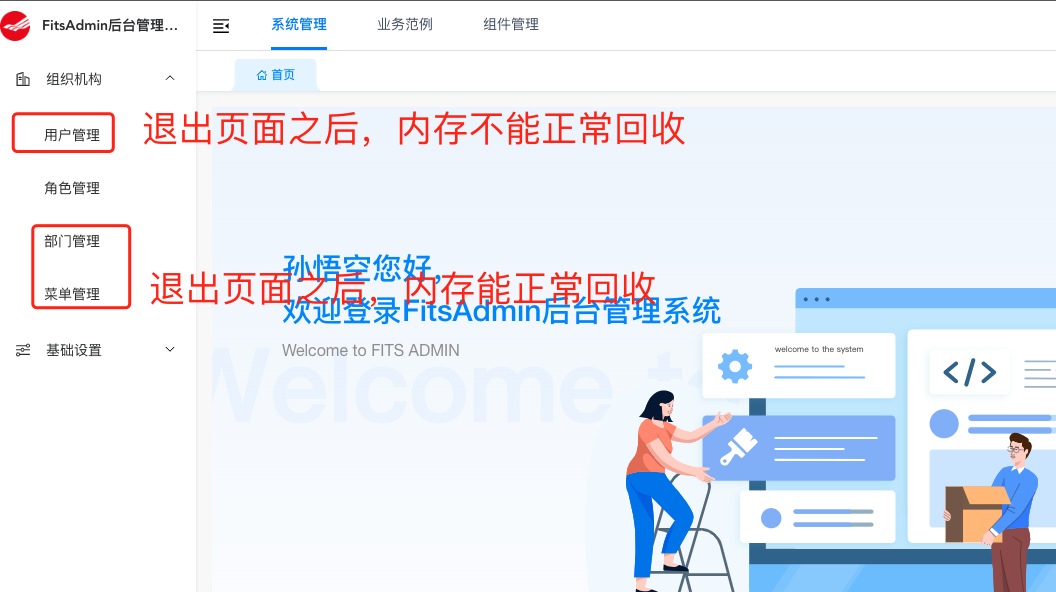 FitsAdmin后台管理...
系统管理
业务范例
组件管理
首页
组织机构
用户管理
退出页面之后，内存不能正常回收
角色管理
部门管理
菜单管理
退出页面之后，内存能正常回收
基础设置
孙悟空您好，
欢迎登录FitsAdmin后台管理系统
Welcome to FITS ADMIN
Welcome t
welcome to the system